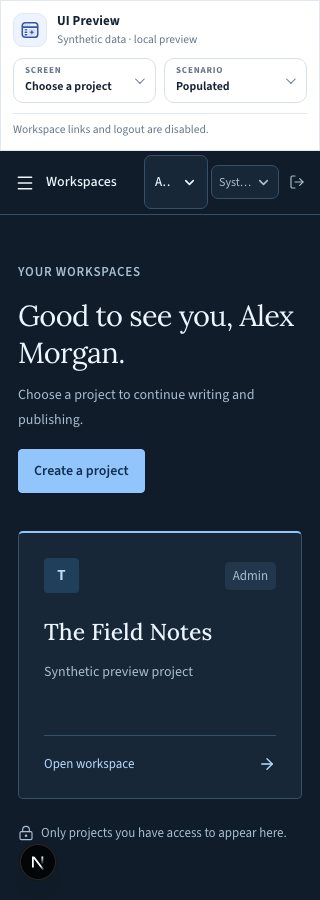 UI Preview
Synthetic data · local preview
SCREEN
Choose a project
SCENARIO
Populated
Workspace links and logout are disabled.
Workspaces
A..
Syst...
YOUR WORKSPACES
Good to see you, Alex
Morgan.
Choose a project to continue writing and
publishing.
Create a project
T
Admin
The Field Notes
Synthetic preview project
Open workspace
Only projects you have access to appear here.
N